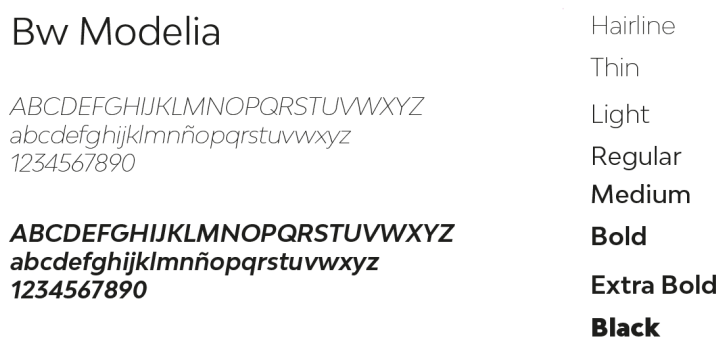 Bw Modelia
ABCDEFGHIJKLMNOPQRSTUVWXYZ
abcdefghijklmnñopqrstuvwxyz
1234567890
ABCDEFGHIJKLMNOPQRSTUVWXYZ
abcdefghijklmnñopqrstuvwxyz
1234567890
Hairline
Thin
Light
Regular
Medium
Bold
Extra Bold
Black